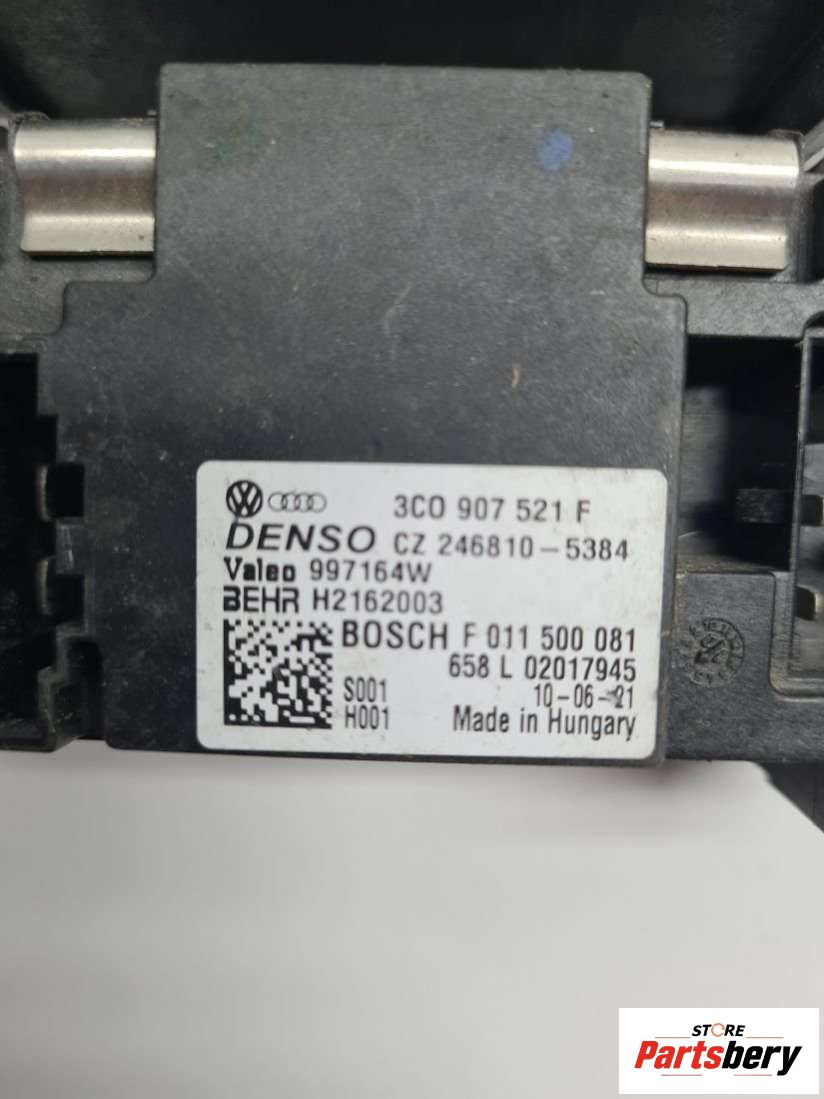 3C0 907 521 F
DENSO CZ 246810-5384
Valeo 997164W
BEHR H2162003
BOSCH F 011 500 081
658 L 02017945
S001 10-06-21
H001 Made in Hungary
STORE
Partsbery